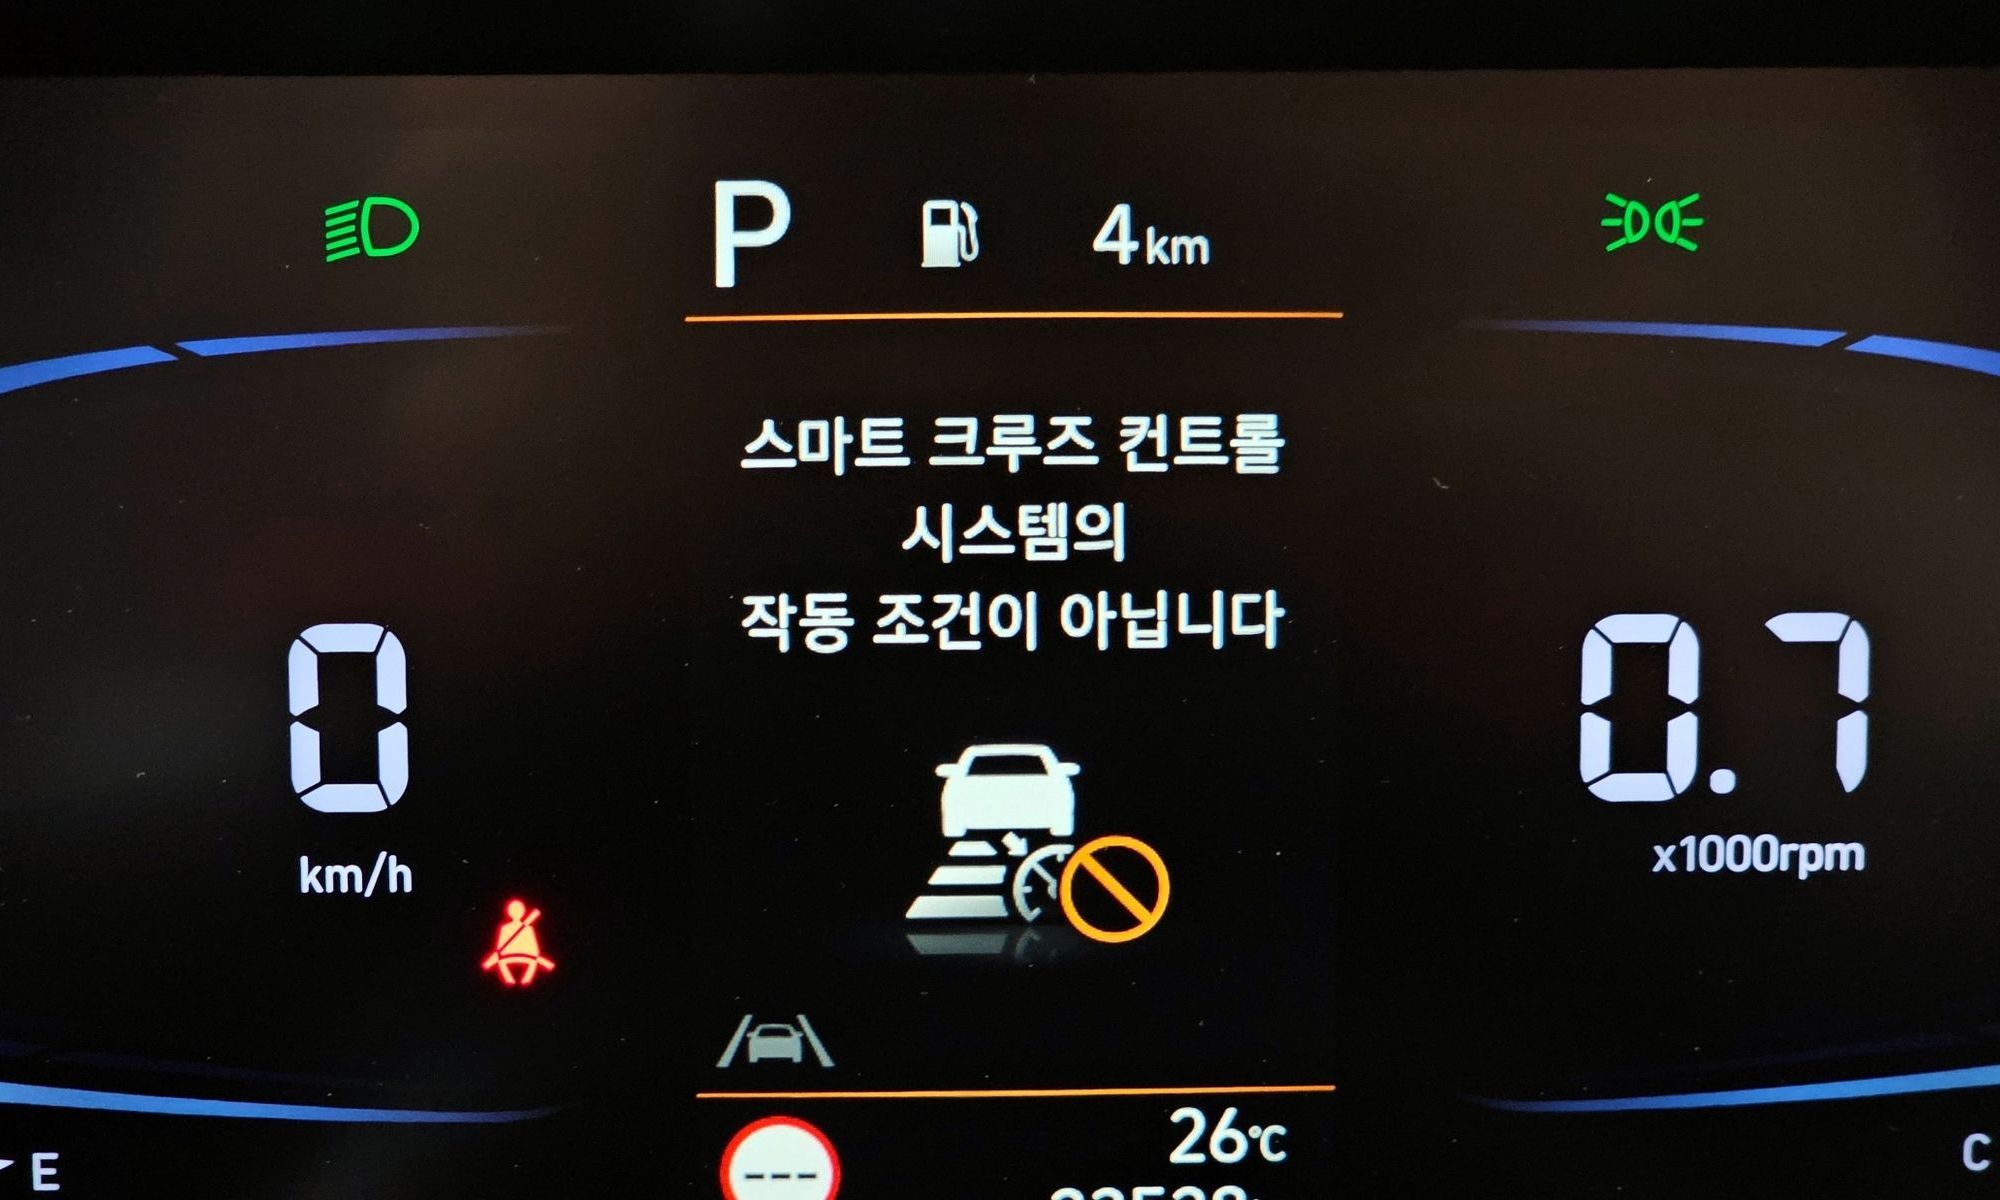 P 4km
스마트 크루즈 컨트롤
시스템의
작동 조건이 아닙니다
0 0.7
km/h x1000rpm
---
26°C
E C